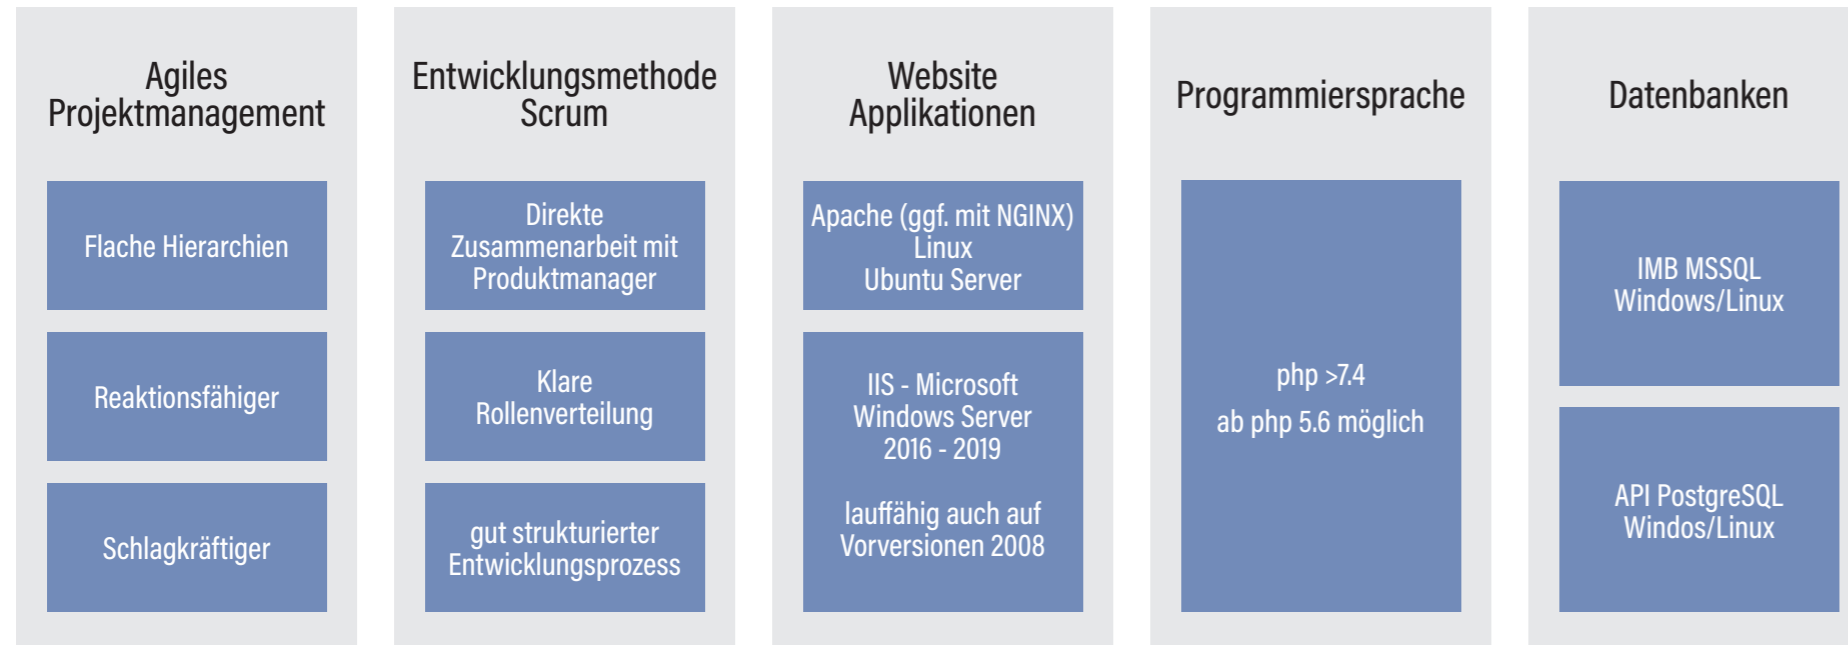 Agiles
Projektmanagement
Flache Hierarchien
Reaktionsfähiger
Schlagkräftiger
Entwicklungsmethode
Scrum
Direkte
Zusammenarbeit mit
Produktmanager
Klare
Rollenverteilung
gut strukturierter
Entwicklungsprozess
Website
Applikationen
Apache (ggf. mit NGINX)
Linux
Ubuntu Server
IIS - Microsoft
Windows Server
2016 - 2019
lauffähig auch auf
Vorversionen 2008
Programmiersprache
php >7.4
ab php 5.6 möglich
Datenbanken
IMB MSSQL
Windows/Linux
API PostgreSQL
Windos/Linux